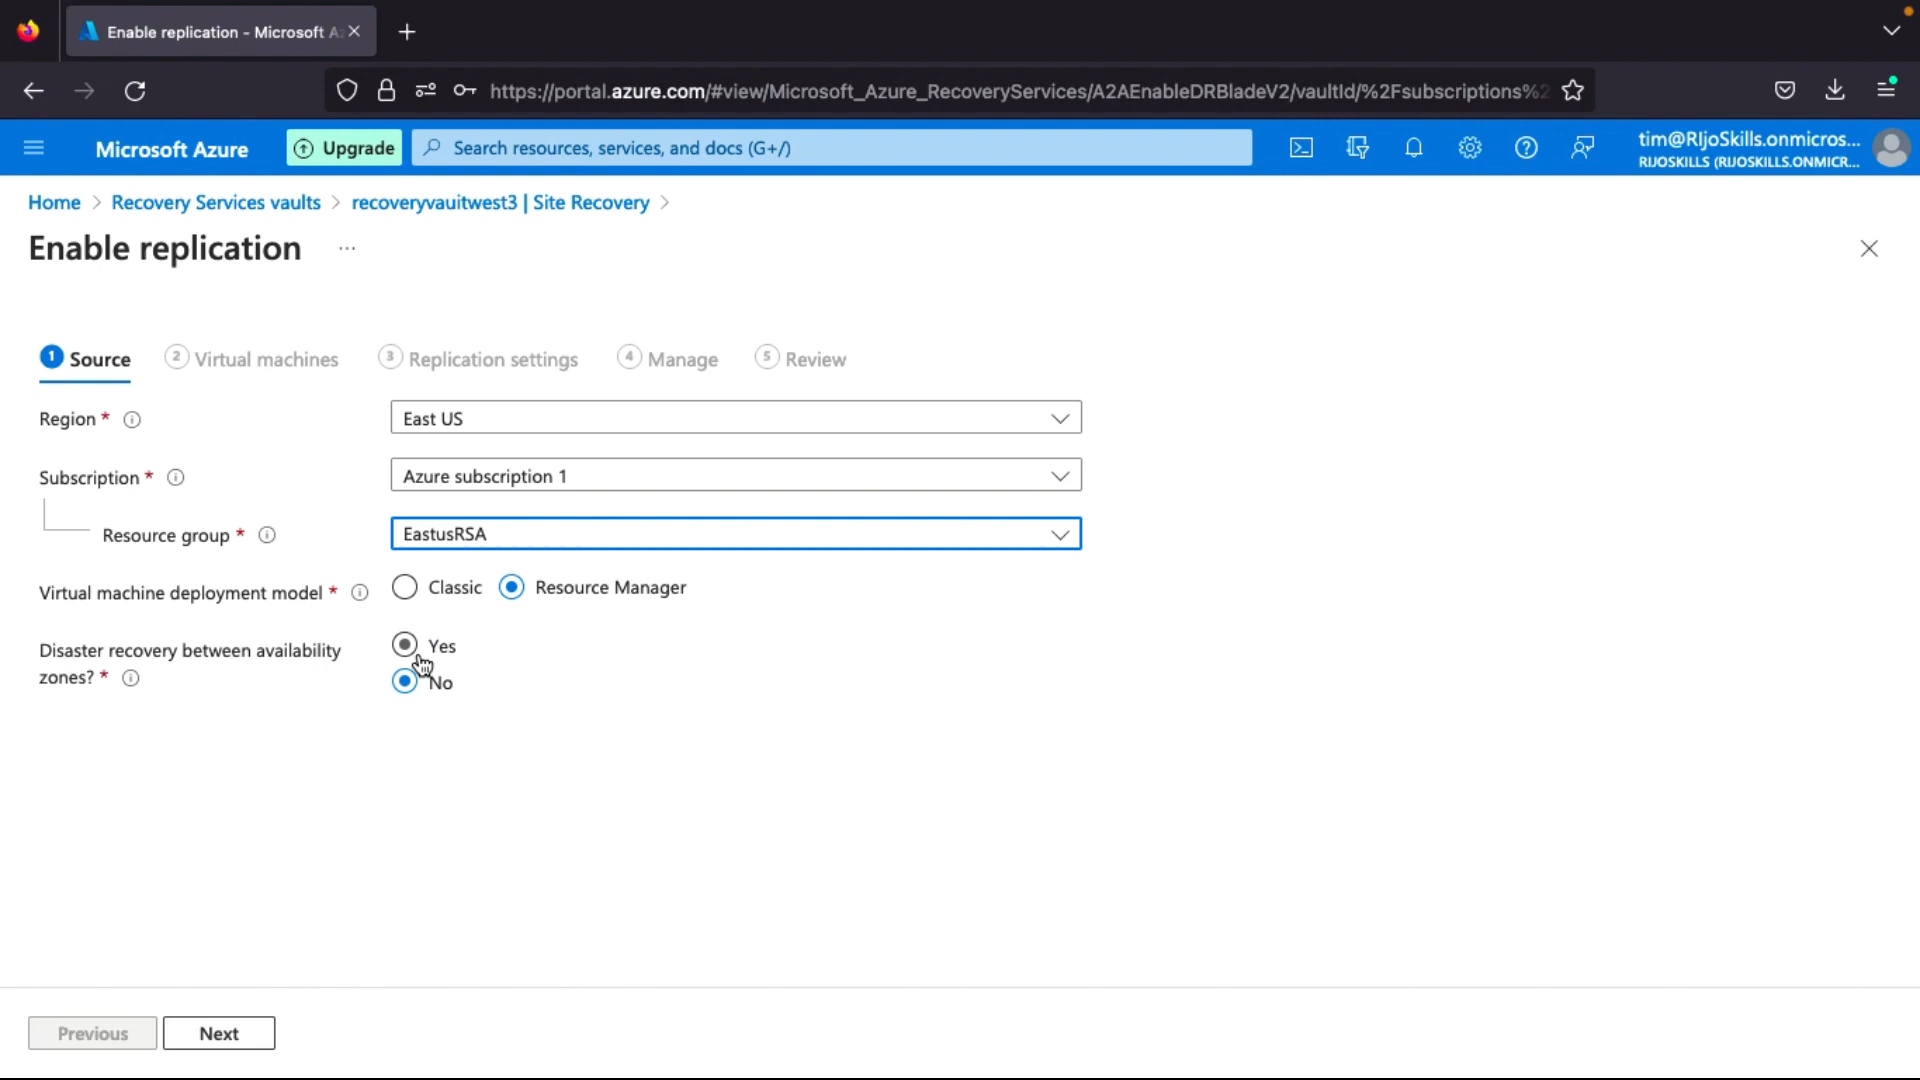 Enable replication - Microsoft Az
https://portal.azure.com/#view/Microsoft_Azure_RecoveryServices/A2AEnableDRBladeV2/vaultId/%2Fsubscriptions%2
Microsoft Azure
Upgrade
Search resources, services, and docs (G+/)
tim@RIjoSkills.onmicros...
RIJOSKILLS (RIJOSKILLS.ONMICR...
Home > Recovery Services vaults > recoveryvauitwest3 | Site Recovery >
Enable replication ...
1 Source
2 Virtual machines
3 Replication settings
4 Manage
5 Review
Region *
East US
Subscription *
Azure subscription 1
Resource group *
EastusRSA
Virtual machine deployment model *
Classic
Resource Manager
Disaster recovery between availability
zones? *
Yes
No
Previous
Next